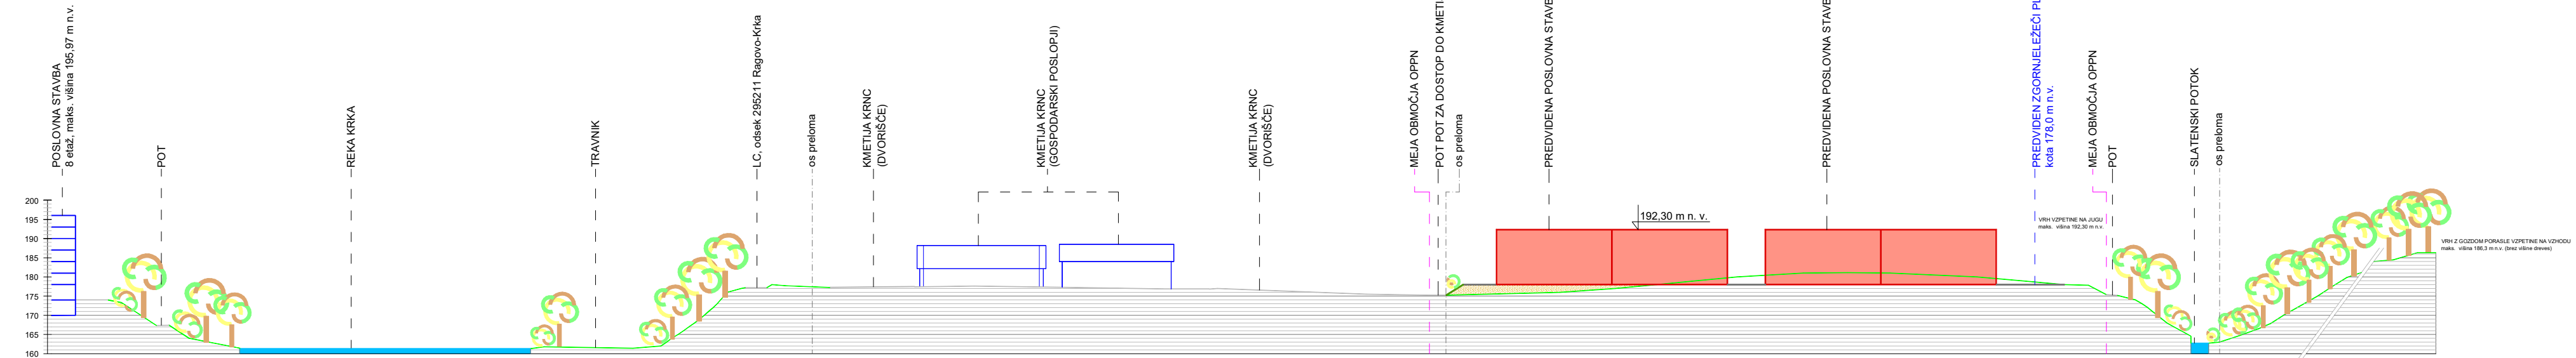 POSLOVNA STAVBA
8 etaž, maks. višina 195,97 m n.v.
POT
REKA KRKA
TRAVNIK
LC, odsek 295211 Ragovo-Krka
os preloma
KMETIJA KRNC
(DVORIŠČE)
KMETIJA KRNC
(GOSPODARSKI POSLOPJI)
KMETIJA KRNC
(DVORIŠČE)
MEJA OBMOČJA OPPN
POT POT ZA DOSTOP DO KMETI
os preloma
PREDVIDENA POSLOVNA STAVB
PREDVIDENA POSLOVNA STAVB
PREDVIDEN ZGORNJELEŽEČI PL
kota 178,0 m n.v.
MEJA OBMOČJA OPPN
POT
SLATENSKI POTOK
os preloma
192,30 m n. v.
VRH VZPETINE NA JUGU
maks. višina 192,30 m n.v.
VRH Z GOZDOM PORASLE VZPETINE NA VZHODU
maks. višina 186,3 m n.v. (brez višine dreves)
200
195
190
185
180
175
170
165
160